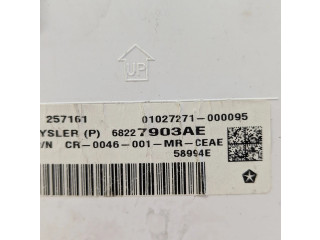 UP
257161 01027271-000095
YSLER (P) 68227903AE
/N CR-0046-001-MR-CEAE
58994E